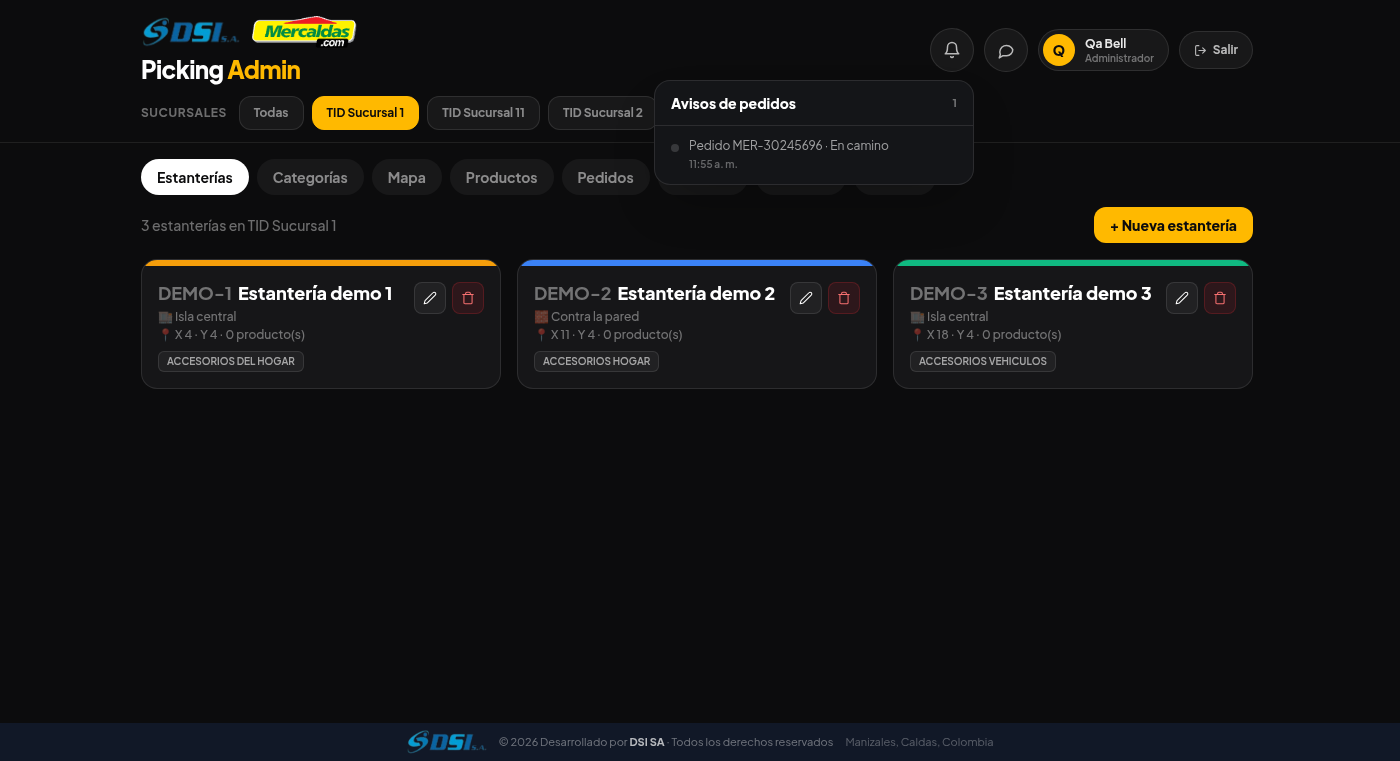 DSI S.A.
Mercaldas
.com
Picking Admin
Qa Bell
Administrador
Salir
SUCURSALES
Todas
TID Sucursal 1
TID Sucursal 11
TID Sucursal 2
Avisos de pedidos
1
Pedido MER-30245696 · En camino
11:55 a. m.
Estanterías
Categorías
Mapa
Productos
Pedidos
3 estanterías en TID Sucursal 1
+ Nueva estantería
DEMO-1 Estantería demo 1
Isla central
X 4 · Y 4 · 0 producto(s)
ACCESORIOS DEL HOGAR
DEMO-2 Estantería demo 2
Contra la pared
X 11 · Y 4 · 0 producto(s)
ACCESORIOS HOGAR
DEMO-3 Estantería demo 3
Isla central
X 18 · Y 4 · 0 producto(s)
ACCESORIOS VEHICULOS
DSI S.A.
© 2026 Desarrollado por DSI SA · Todos los derechos reservados
Manizales, Caldas, Colombia